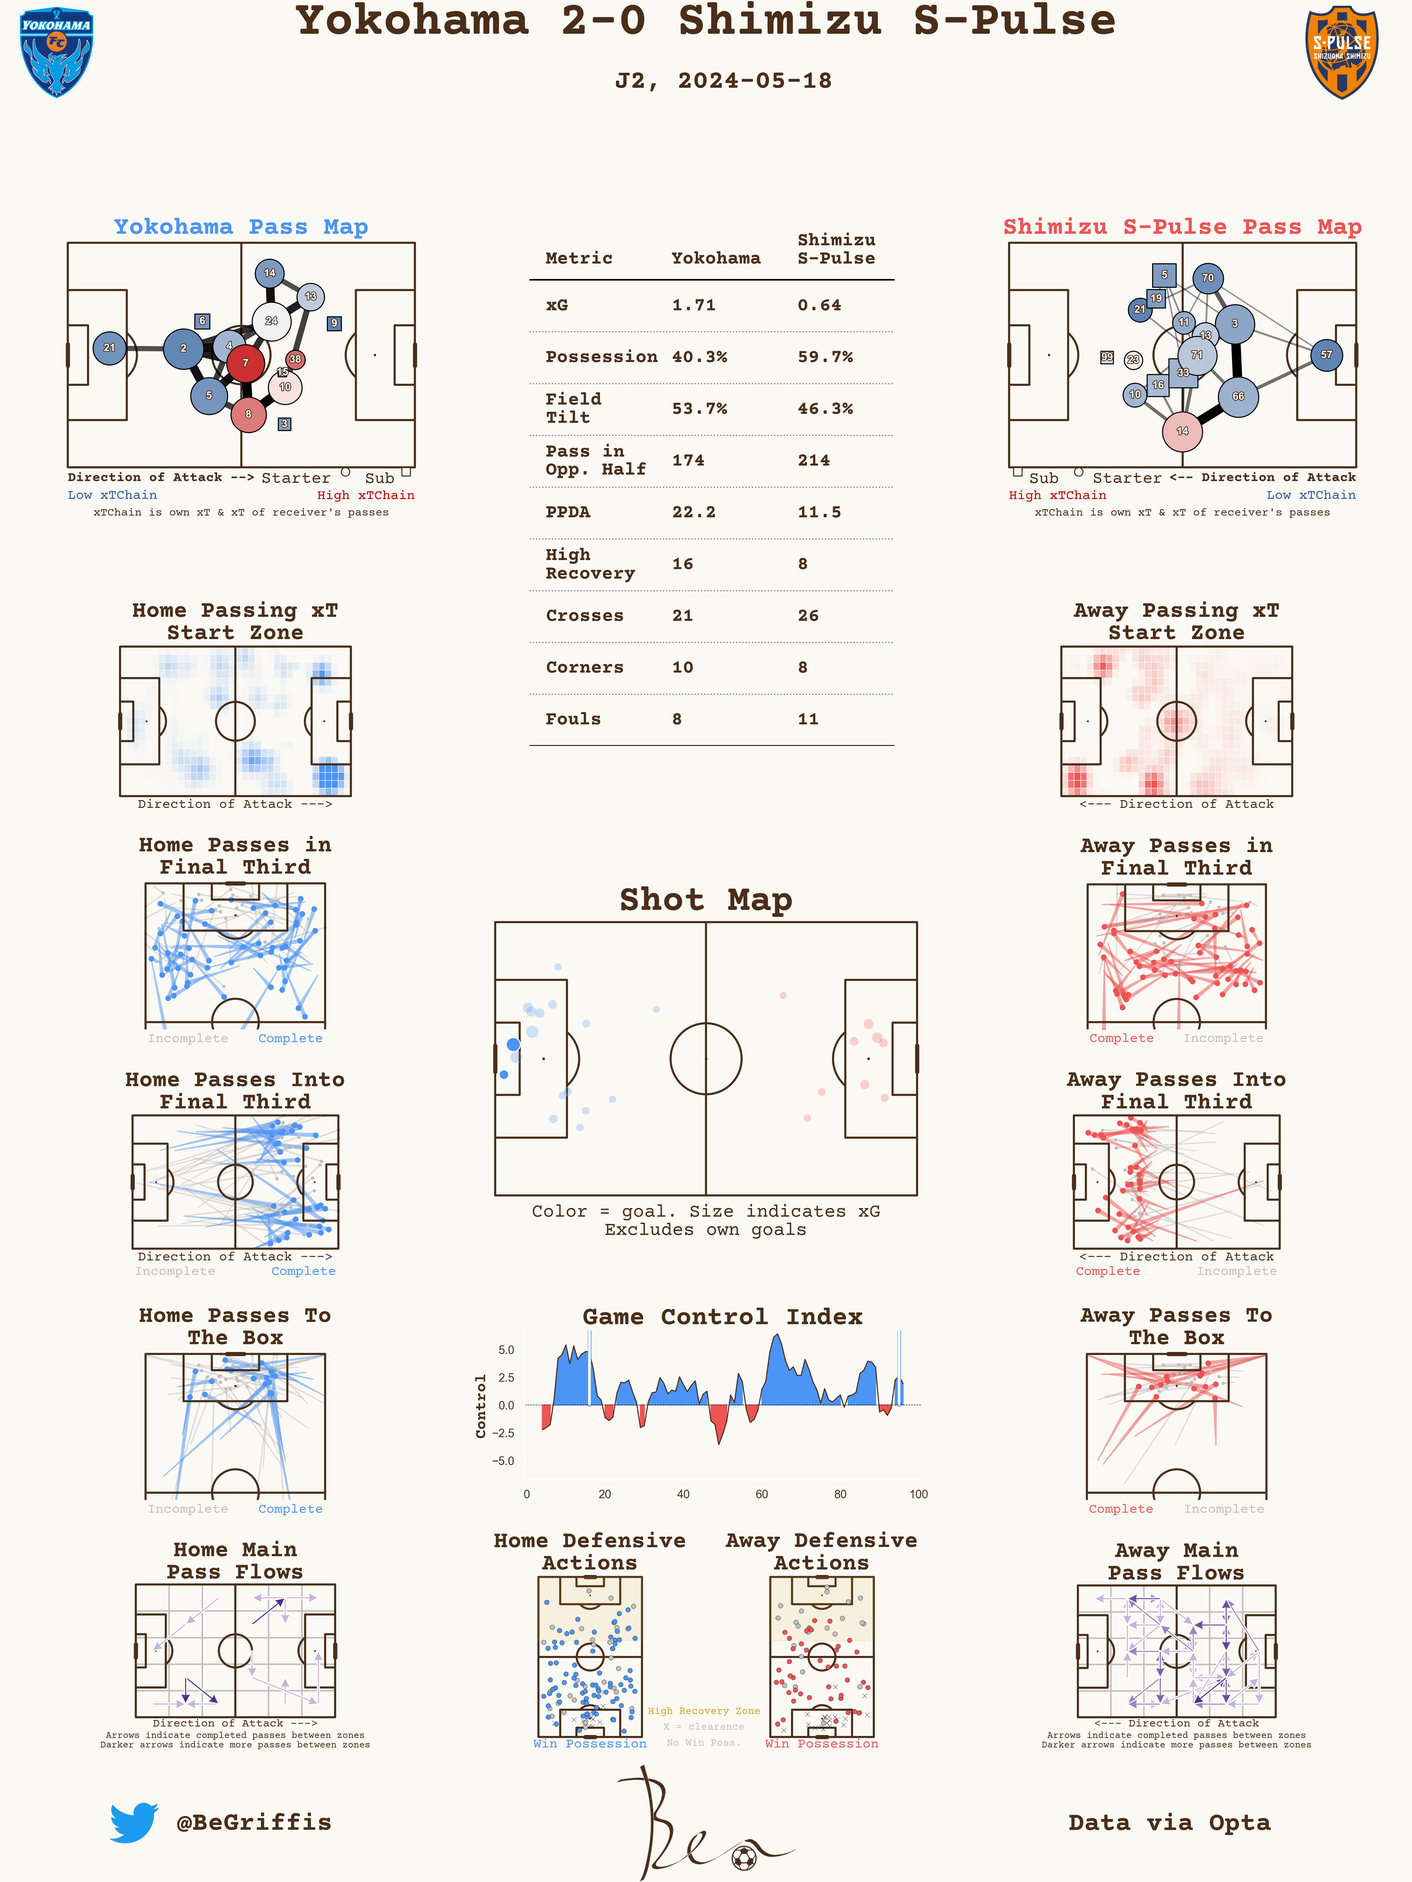 Yokohama 2-0 Shimizu S-Pulse
J2, 2024-05-18
YOKOHAMA
FC
S-PULSE
SHIZUOKA SHIMIZU
Yokohama Pass Map
14
13
24
6
9
21
2
4
7
38
15
10
5
8
3
Direction of Attack --> Starter Sub
Low xTChain High xTChain
xTChain is own xT & xT of receiver's passes
Metric Yokohama Shimizu S-Pulse
xG 1.71 0.64
Possession 40.3% 59.7%
Field Tilt 53.7% 46.3%
Pass in Opp. Half 174 214
PPDA 22.2 11.5
High Recovery 16 8
Crosses 21 26
Corners 10 8
Fouls 8 11
Shimizu S-Pulse Pass Map
5
70
19
21
11
3
13
71
99
23
57
33
16
10
66
14
Sub Starter <-- Direction of Attack
High xTChain Low xTChain
xTChain is own xT & xT of receiver's passes
Home Passing xT
Start Zone
Direction of Attack --->
Away Passing xT
Start Zone
<--- Direction of Attack
Home Passes in
Final Third
Incomplete Complete
Away Passes in
Final Third
Complete Incomplete
Shot Map
Color = goal. Size indicates xG
Excludes own goals
Home Passes Into
Final Third
Direction of Attack --->
Incomplete Complete
Away Passes Into
Final Third
<--- Direction of Attack
Complete Incomplete
Home Passes To
The Box
Incomplete Complete
Game Control Index
Control
5.0
2.5
0.0
−2.5
−5.0
0 20 40 60 80 100
Away Passes To
The Box
Complete Incomplete
Home Main
Pass Flows
Direction of Attack --->
Arrows indicate completed passes between zones
Darker arrows indicate more passes between zones
Home Defensive
Actions
Win Possession
Away Defensive
Actions
Win Possession
High Recovery Zone
X = clearance
No Win Poss.
Away Main
Pass Flows
<--- Direction of Attack
Arrows indicate completed passes between zones
Darker arrows indicate more passes between zones
@BeGriffis
Ben
Data via Opta